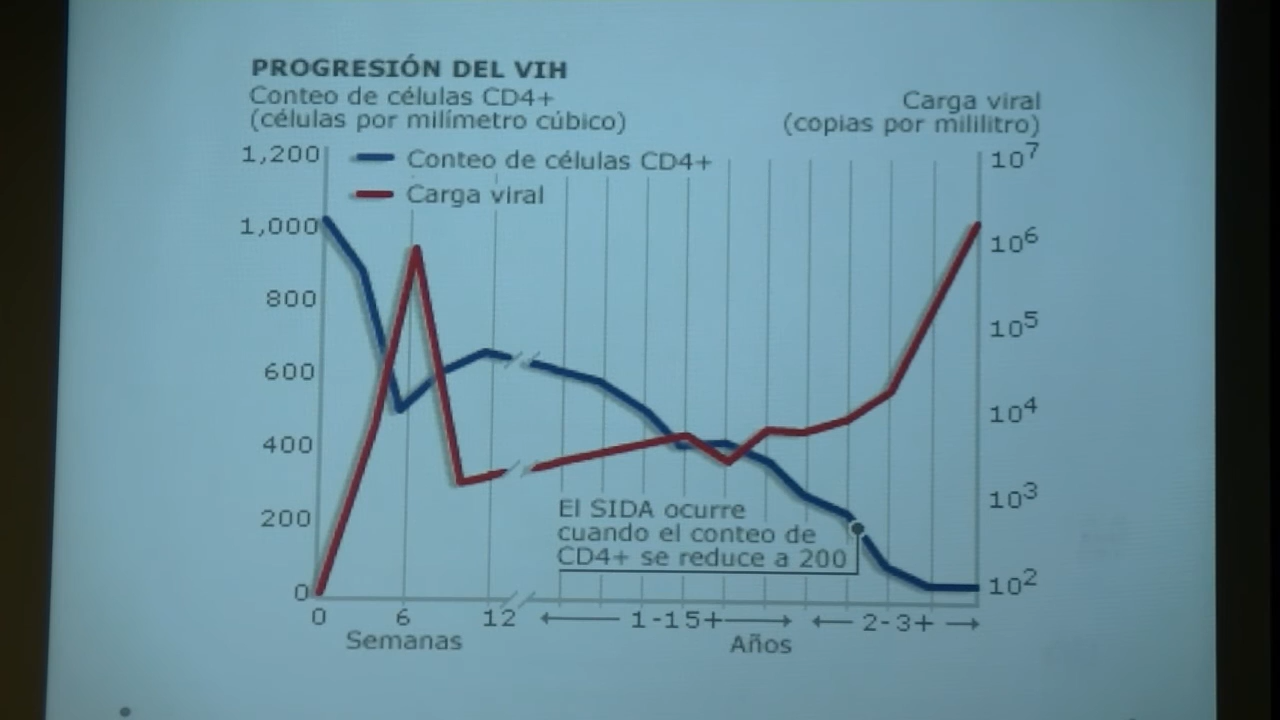 PROGRESIÓN DEL VIH
Conteo de células CD4+
(células por milímetro cúbico)
Carga viral
(copias por mililitro)
Conteo de células CD4+
Carga viral
1,200
1,000
800
600
400
200
0
10⁷
10⁶
10⁵
10⁴
10³
10²
El SIDA ocurre
cuando el conteo de
CD4+ se reduce a 200
0 6 12 1-15+ 2-3+
Semanas Años